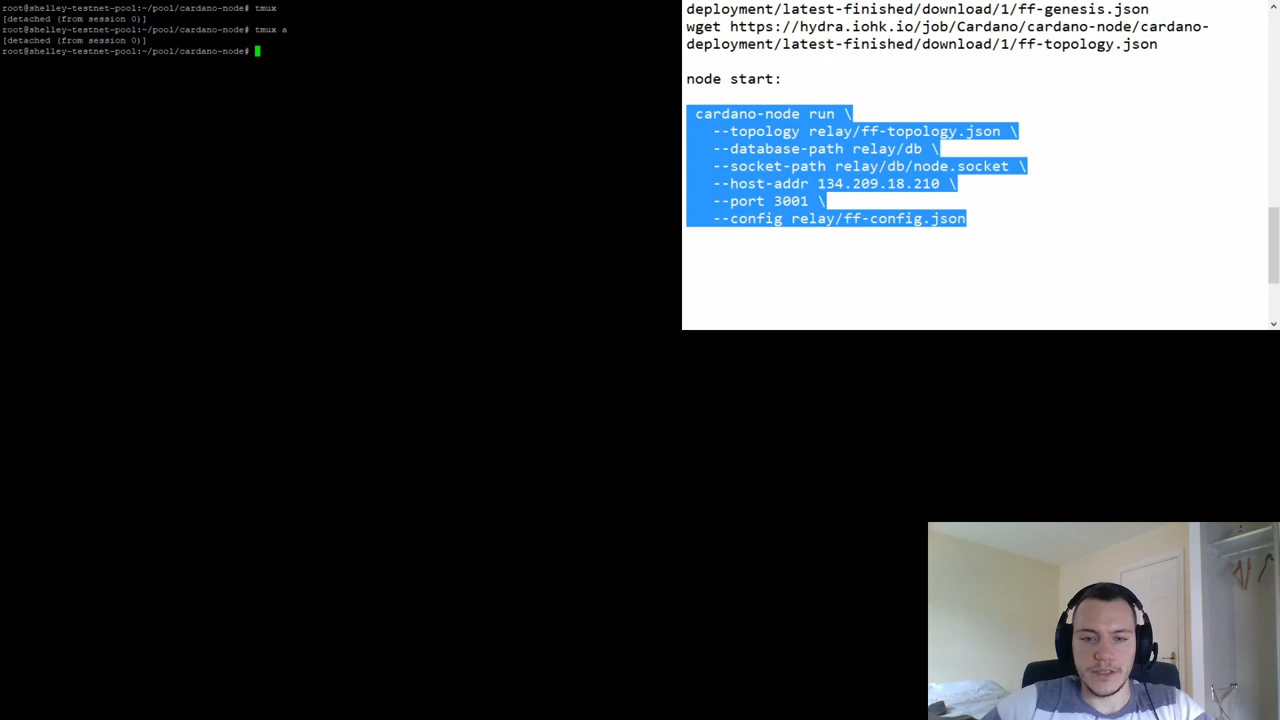 root@shelley-testnet-pool:~/pool/cardano-node# tmux
[detached (from session 0)]
root@shelley-testnet-pool:~/pool/cardano-node# tmux a
[detached (from session 0)]
root@shelley-testnet-pool:~/pool/cardano-node#
deployment/latest-finished/download/1/ff-genesis.json
wget https://hydra.iohk.io/job/Cardano/cardano-node/cardano-
deployment/latest-finished/download/1/ff-topology.json
node start:
cardano-node run \
--topology relay/ff-topology.json \
--database-path relay/db \
--socket-path relay/db/node.socket \
--host-addr 134.209.18.210 \
--port 3001 \
--config relay/ff-config.json